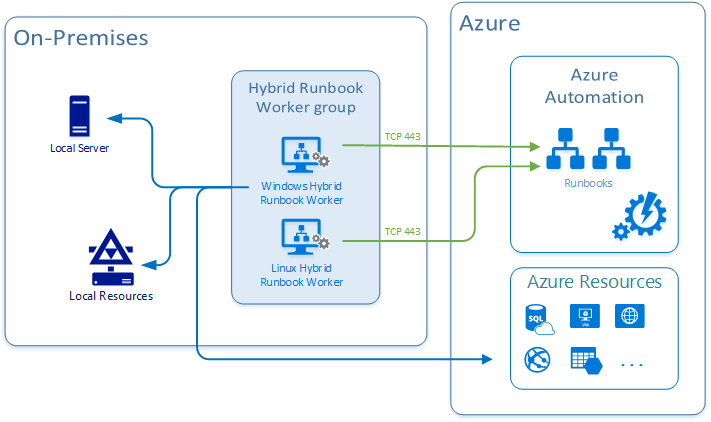 On-Premises
Hybrid Runbook
Worker group
Local Server
Windows Hybrid
Runbook Worker
Local Resources
Linux Hybrid
Runbook Worker
TCP 443
TCP 443
Azure
Azure
Automation
Runbooks
Azure Resources
SQL
VM
...